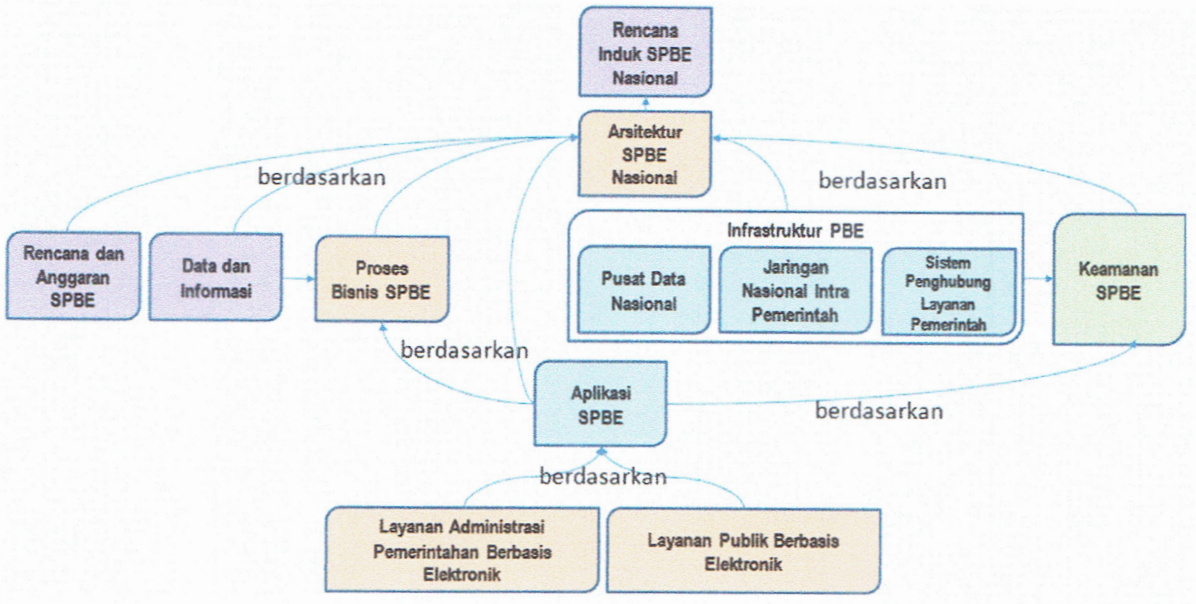 Rencana
Induk SPBE
Nasional
Arsitektur
SPBE
Nasional
berdasarkan
berdasarkan
Rencana dan
Anggaran
SPBE
Data dan
Informasi
Proses
Bisnis SPBE
Infrastruktur PBE
Pusat Data
Nasional
Jaringan
Nasional Intra
Pemerintah
Sistem
Penghubung
Layanan
Pemerintah
Keamanan
SPBE
berdasarkan
Aplikasi
SPBE
berdasarkan
berdasarkan
Layanan Administrasi
Pemerintahan Berbasis
Elektronik
Layanan Publik Berbasis
Elektronik